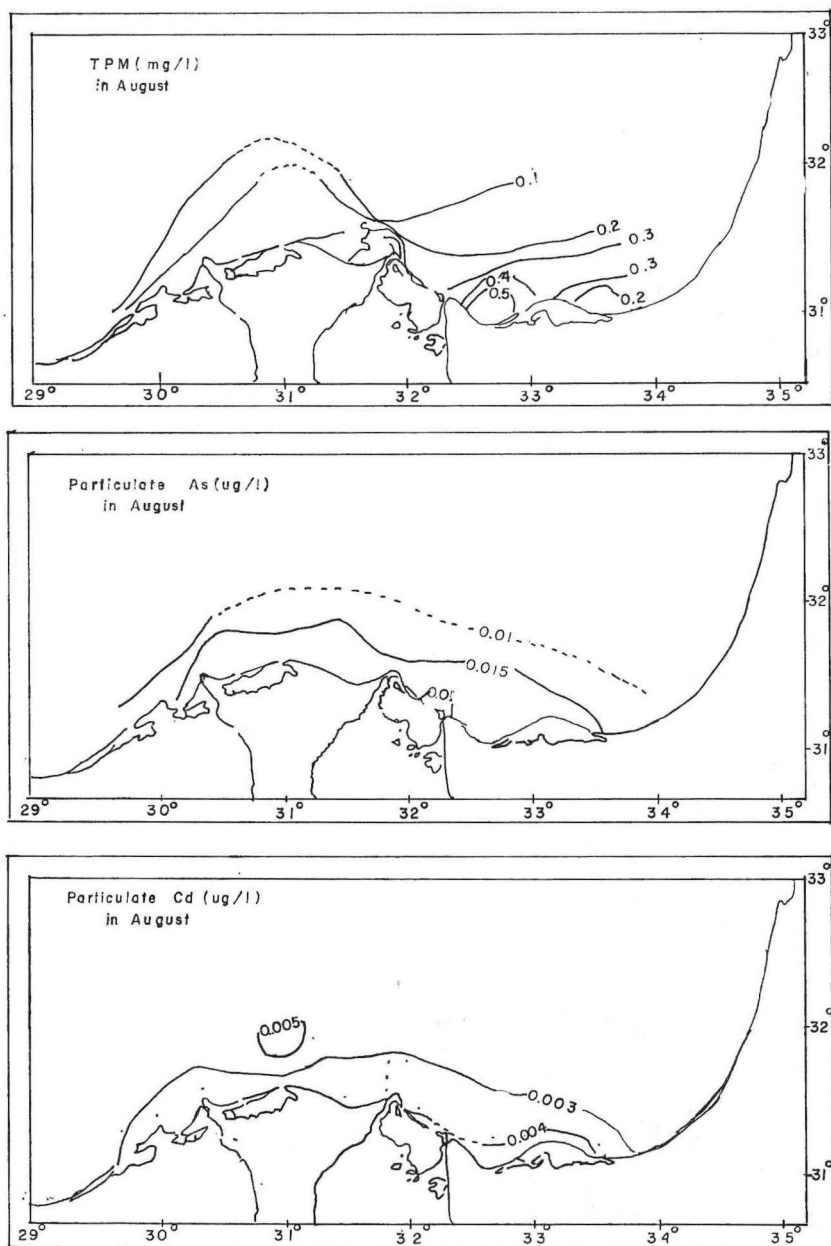 33°
TPM(mg/l)
in August
32°
0.1
0.2
0.3
0.4
0.3
0.5
0.2
31°
29° 30° 31° 32° 33° 34° 35°
33°
Particulate As(ug/l)
in August
32°
0.01
0.015
0.01
31°
29° 30° 31° 32° 33° 34° 35°
33°
Particulate Cd (ug/l)
in August
32°
0.005
0.003
0.004
31°
29° 30° 31° 32° 33° 34° 35°